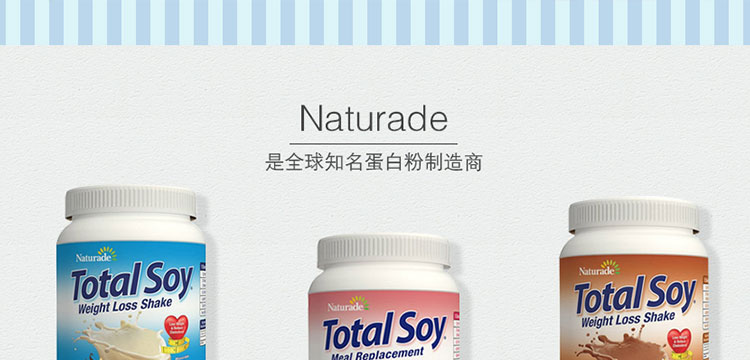 Naturade
是全球知名蛋白粉制造商
Naturade
Total Soy
Weight Loss Shake
Naturade
Total Soy
Meal Replacement
Naturade
Total Soy
Weight Loss Shake